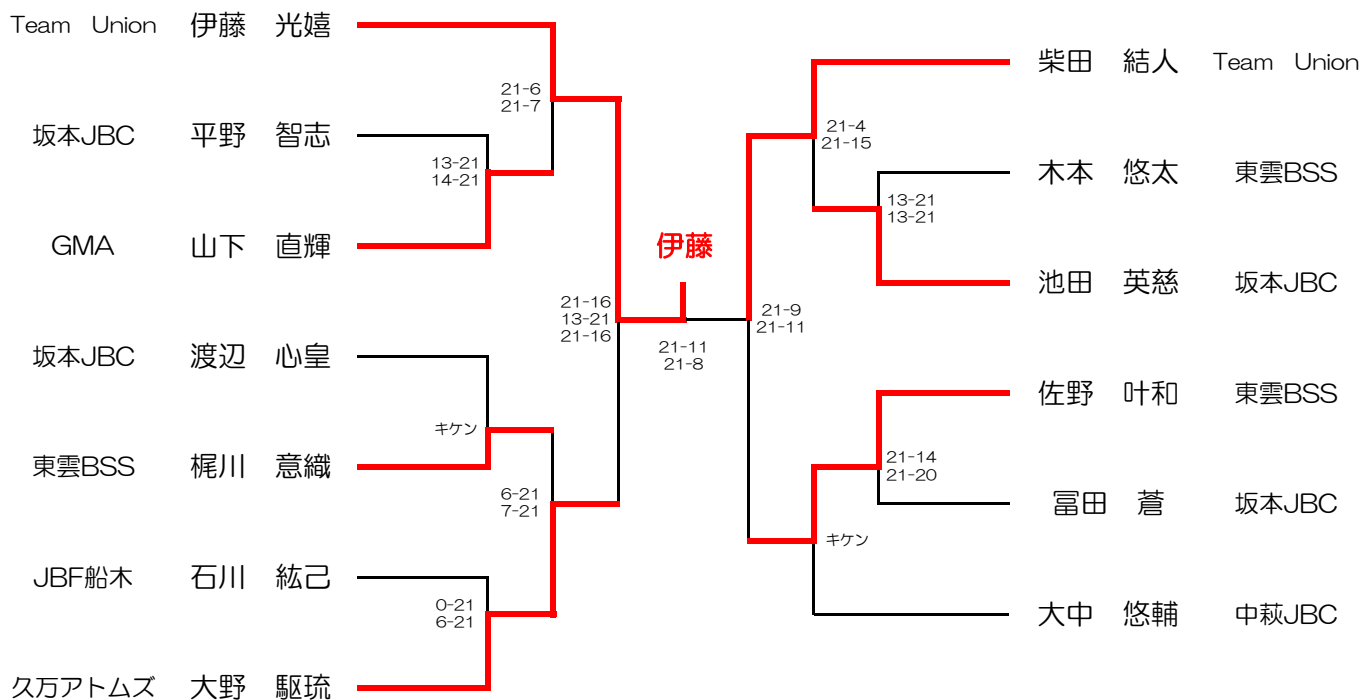 Team Union 伊藤 光嬉
21-6
21-7
坂本JBC 平野 智志
13-21
14-21
GMA 山下 直輝
21-16
13-21
21-16
坂本JBC 渡辺 心皇
キケン
東雲BSS 梶川 意織
6-21
7-21
JBF船木 石川 紘己
0-21
6-21
久万アトムズ 大野 駆琉
伊藤
21-11
21-8
柴田 結人 Team Union
21-4
21-15
木本 悠太 東雲BSS
13-21
13-21
池田 英慈 坂本JBC
21-9
21-11
佐野 叶和 東雲BSS
21-14
21-20
冨田 蒼 坂本JBC
キケン
大中 悠輔 中萩JBC